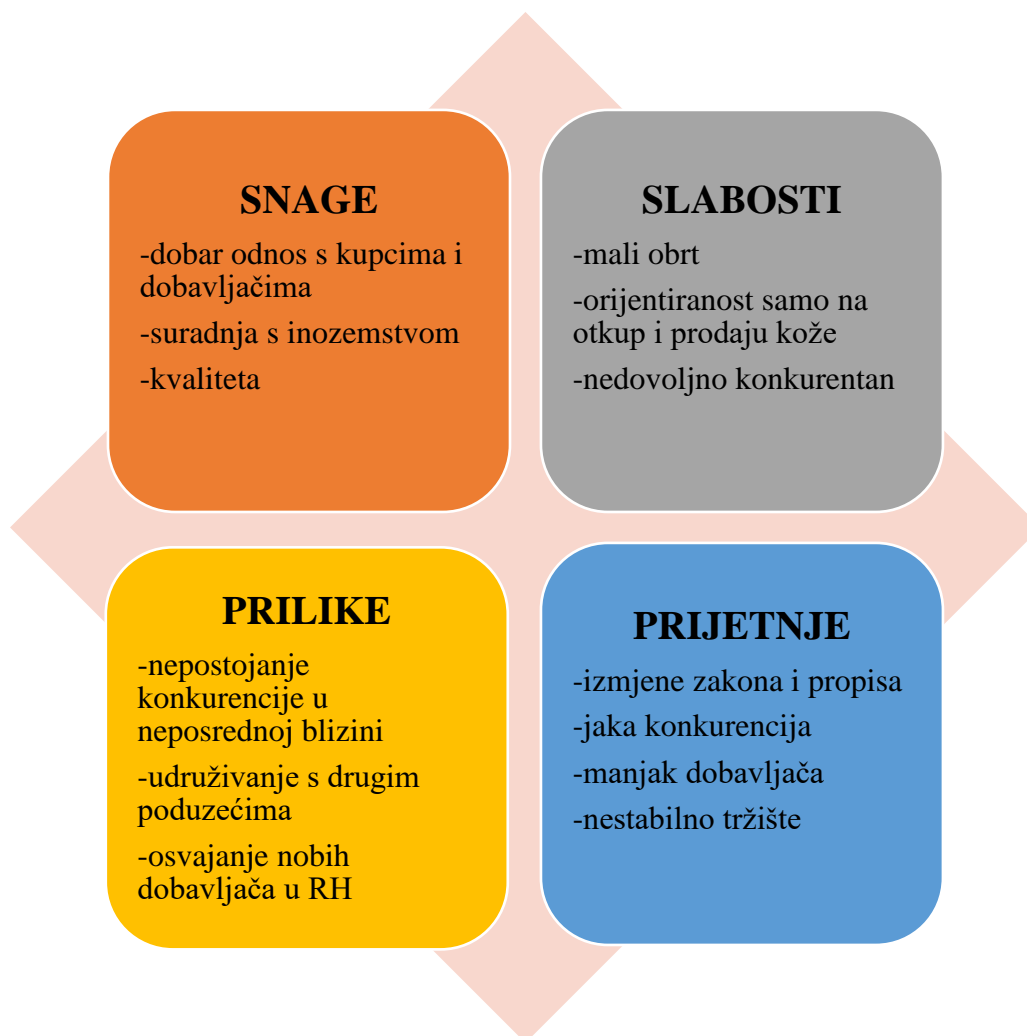 SNAGE
-dobar odnos s kupcima i
dobavljačima
-suradnja s inozemstvom
-kvaliteta
SLABOSTI
-mali obrt
-orijentiranost samo na
otkup i prodaju kože
-nedovoljno konkurentan
PRILIKE
-nepostojanje
konkurencije u
neposrednoj blizini
-udruživanje s drugim
poduzećima
-osvajanje nobih
dobavljača u RH
PRIJETNJE
-izmjene zakona i propisa
-jaka konkurencija
-manjak dobavljača
-nestabilno tržište